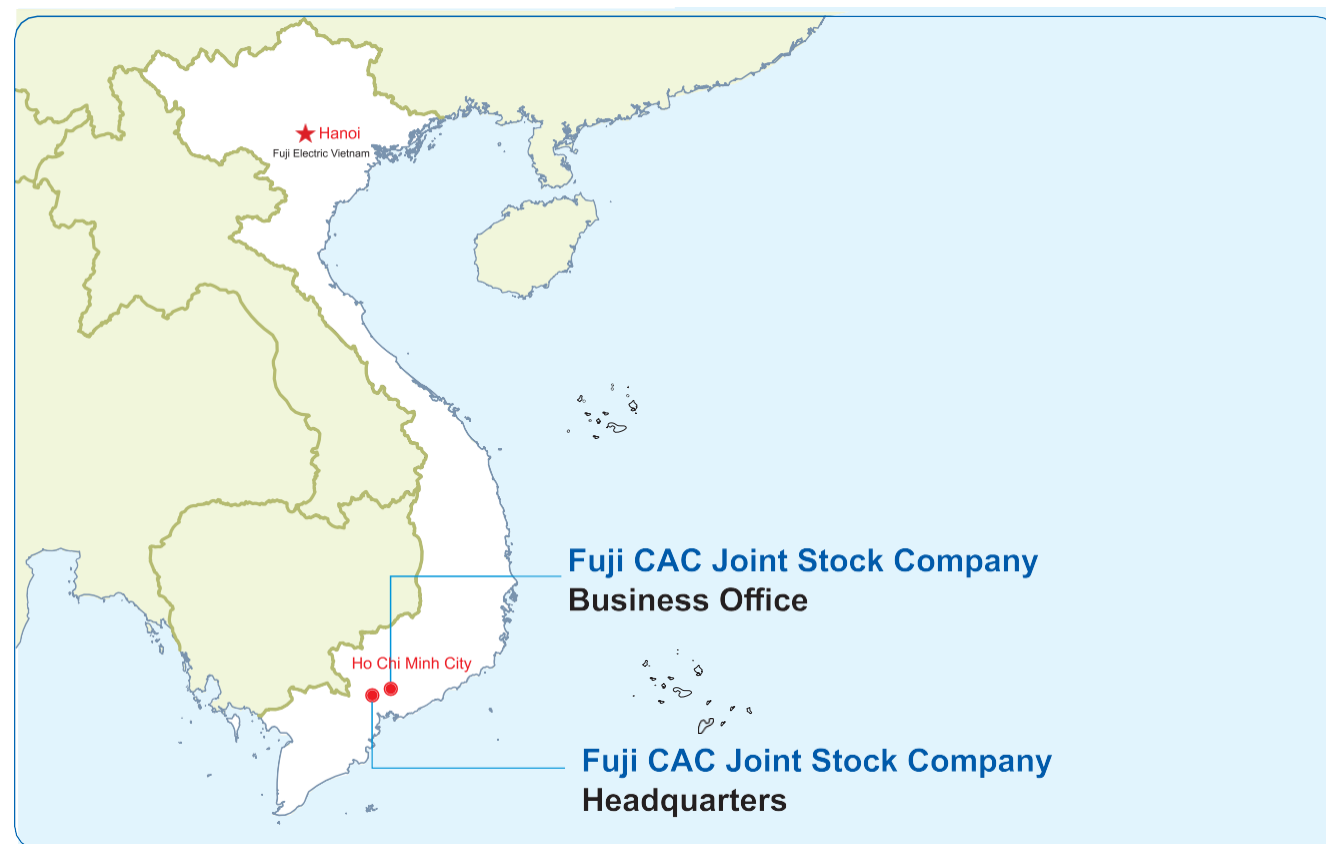 Hanoi
Fuji Electric Vietnam
Fuji CAC Joint Stock Company
Business Office
Ho Chi Minh City
Fuji CAC Joint Stock Company
Headquarters